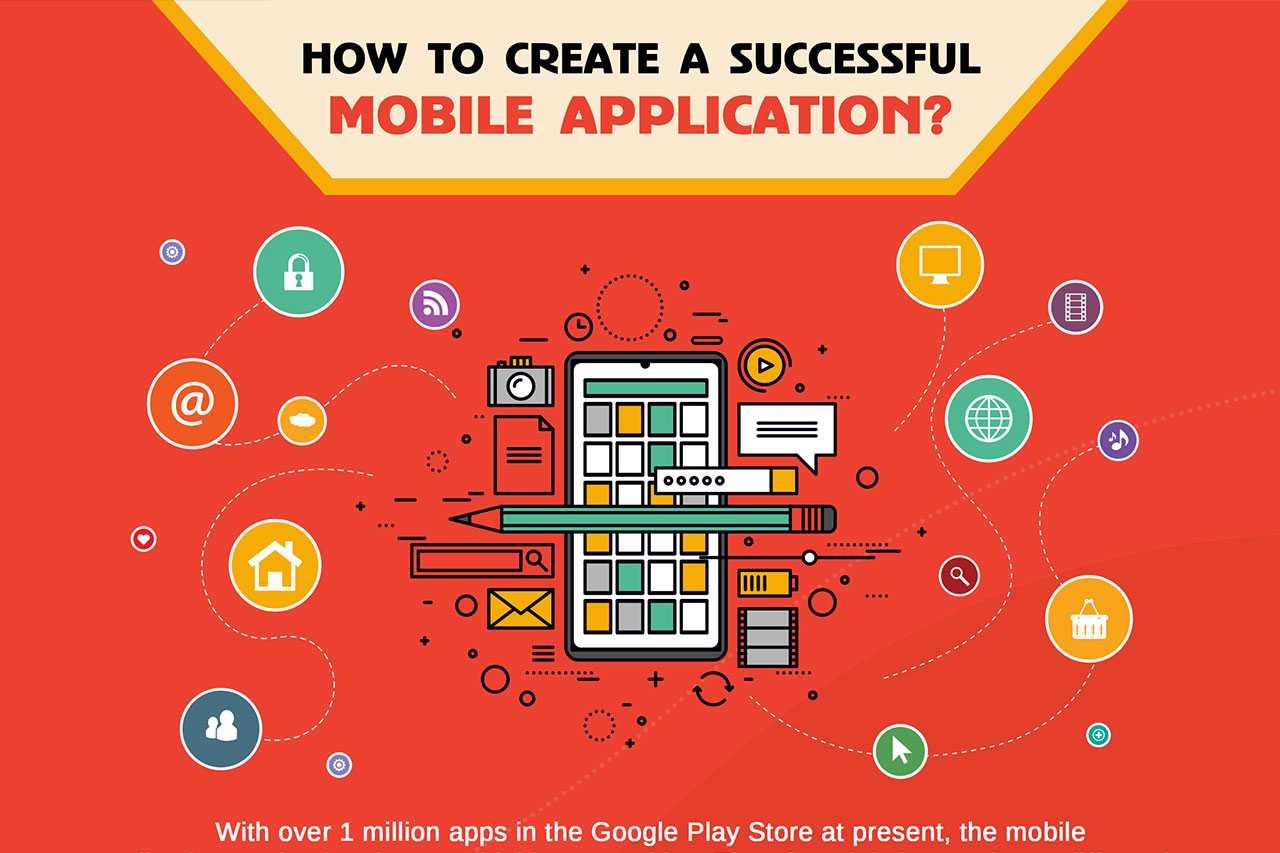 HOW TO CREATE A SUCCESSFUL
MOBILE APPLICATION?
@
With over 1 million apps in the Google Play Store at present, the mobile